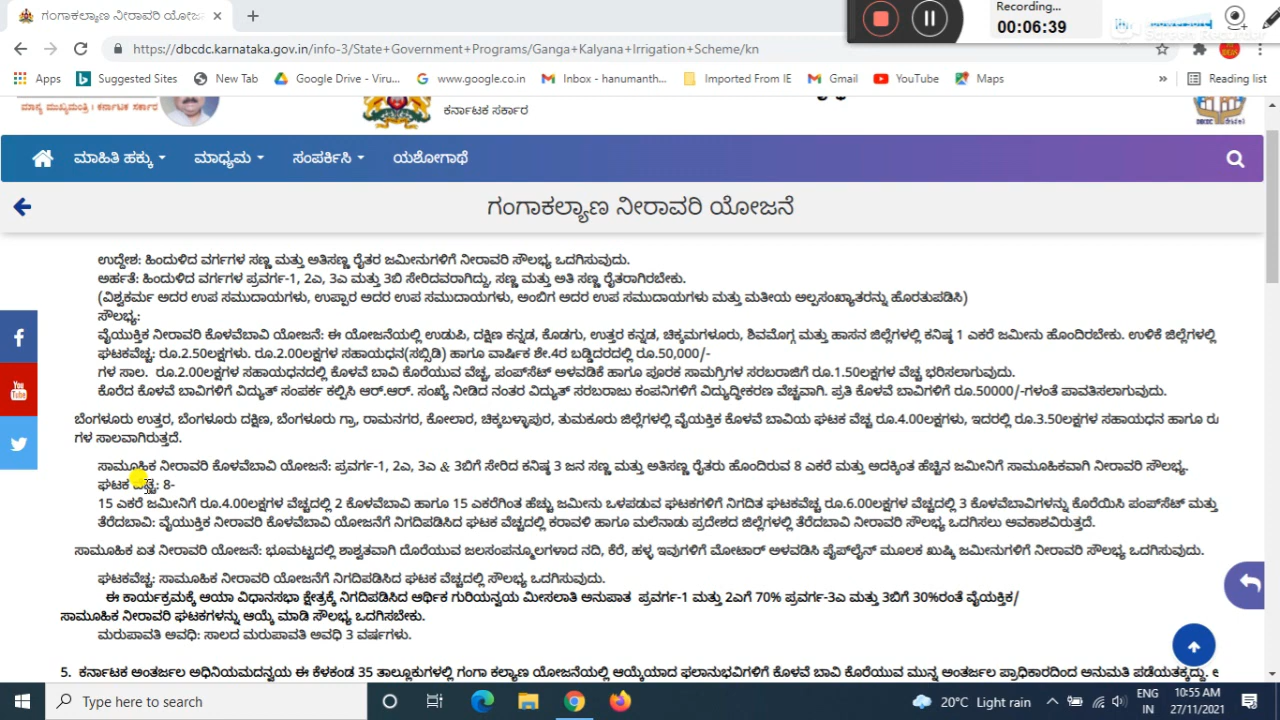 ಗಂಗಾಕಲ್ಯಾಣ ನೀರಾವರಿ ಯೋಜ
Recording...
00:06:39
https://dbcdc.karnataka.gov.in/info-3/State+Government+Programs/Ganga+Kalyana+Irrigation+Scheme/kn
Apps Suggested Sites New Tab Google Drive - Viru... www.google.co.in Inbox - hanumanth... Imported From IE Gmail YouTube Maps » Reading list
ಮಾನ್ಯ ಮುಖ್ಯಮಂತ್ರಿ ಕರ್ನಾಟಕ ಸರ್ಕಾರ
ಕರ್ನಾಟಕ ಸರ್ಕಾರ
ಮಾಹಿತಿ ಹಕ್ಕು ಮಾಧ್ಯಮ ಸಂಪರ್ಕಿಸಿ ಯಶೋಗಾಥೆ
ಗಂಗಾಕಲ್ಯಾಣ ನೀರಾವರಿ ಯೋಜನೆ
ಉದ್ದೇಶ: ಹಿಂದುಳಿದ ವರ್ಗಗಳ ಸಣ್ಣ ಮತ್ತು ಅತಿಸಣ್ಣ ರೈತರ ಜಮೀನುಗಳಿಗೆ ನೀರಾವರಿ ಸೌಲಭ್ಯ ಒದಗಿಸುವುದು.
ಅರ್ಹತೆ: ಹಿಂದುಳಿದ ವರ್ಗಗಳ ಪ್ರವರ್ಗ-1, 2ಎ, 3ಎ ಮತ್ತು 3ಬಿ ಸೇರಿದವರಾಗಿದ್ದು, ಸಣ್ಣ ಮತ್ತು ಅತಿ ಸಣ್ಣ ರೈತರಾಗಿರಬೇಕು.
(ವಿಶ್ವಕರ್ಮ ಅದರ ಉಪ ಸಮುದಾಯಗಳು, ಉಪ್ಪಾರ ಅದರ ಉಪ ಸಮುದಾಯಗಳು, ಅಂಬಿಗ ಅದರ ಉಪ ಸಮುದಾಯಗಳು ಮತ್ತು ಮತೀಯ ಅಲ್ಪಸಂಖ್ಯಾತರನ್ನು ಹೊರತುಪಡಿಸಿ)
ಸೌಲಭ್ಯ:
ವೈಯುಕ್ತಿಕ ನೀರಾವರಿ ಕೊಳವೆಬಾವಿ ಯೋಜನೆ: ಈ ಯೋಜನೆಯಲ್ಲಿ ಉಡುಪಿ, ದಕ್ಷಿಣ ಕನ್ನಡ, ಕೊಡಗು, ಉತ್ತರ ಕನ್ನಡ, ಚಿಕ್ಕಮಗಳೂರು, ಶಿವಮೊಗ್ಗ ಮತ್ತು ಹಾಸನ ಜಿಲ್ಲೆಗಳಲ್ಲಿ ಕನಿಷ್ಠ 1 ಎಕರೆ ಜಮೀನು ಹೊಂದಿರಬೇಕು. ಉಳಿಕೆ ಜಿಲ್ಲೆಗಳಲ್ಲಿ
ಘಟಕವೆಚ್ಚ: ರೂ.2.50ಲಕ್ಷಗಳು. ರೂ.2.00ಲಕ್ಷಗಳ ಸಹಾಯಧನ(ಸಬ್ಸಿಡಿ) ಹಾಗೂ ವಾರ್ಷಿಕ ಶೇ.4ರ ಬಡ್ಡಿದರದಲ್ಲಿ ರೂ.50,000/-
ಗಳ ಸಾಲ. ರೂ.2.00ಲಕ್ಷಗಳ ಸಹಾಯಧನದಲ್ಲಿ ಕೊಳವೆ ಬಾವಿ ಕೊರೆಯುವ ವೆಚ್ಚ, ಪಂಪ್‌ಸೆಟ್ ಅಳವಡಿಕೆ ಹಾಗೂ ಪೂರಕ ಸಾಮಗ್ರಿಗಳ ಸರಬರಾಜಿಗೆ ರೂ.1.50ಲಕ್ಷಗಳ ವೆಚ್ಚ ಭರಿಸಲಾಗುವುದು.
ಕೊರೆದ ಕೊಳವೆ ಬಾವಿಗಳಿಗೆ ವಿದ್ಯುತ್ ಸಂಪರ್ಕ ಕಲ್ಪಿಸಿ ಆರ್.ಆರ್. ಸಂಖ್ಯೆ ನೀಡಿದ ನಂತರ ವಿದ್ಯುತ್ ಸರಬರಾಜು ಕಂಪನಿಗಳಿಗೆ ವಿದ್ಯುದ್ದೀಕರಣ ವೆಚ್ಚವಾಗಿ. ಪ್ರತಿ ಕೊಳವೆ ಬಾವಿಗಳಿಗೆ ರೂ.50000/-ಗಳಂತೆ ಪಾವತಿಸಲಾಗುವುದು.
ಬೆಂಗಳೂರು ಉತ್ತರ, ಬೆಂಗಳೂರು ದಕ್ಷಿಣ, ಬೆಂಗಳೂರು ಗ್ರಾ, ರಾಮನಗರ, ಕೋಲಾರ, ಚಿಕ್ಕಬಳ್ಳಾಪುರ, ತುಮಕೂರು ಜಿಲ್ಲೆಗಳಲ್ಲಿ ವೈಯಕ್ತಿಕ ಕೊಳವೆ ಬಾವಿಯ ಘಟಕ ವೆಚ್ಚ ರೂ.4.00ಲಕ್ಷಗಳು, ಇದರಲ್ಲಿ ರೂ.3.50ಲಕ್ಷಗಳ ಸಹಾಯಧನ ಹಾಗೂ
ಗಳ ಸಾಲವಾಗಿರುತ್ತದೆ.
ಸಾಮೂಹಿಕ ನೀರಾವರಿ ಕೊಳವೆಬಾವಿ ಯೋಜನೆ: ಪ್ರವರ್ಗ-1, 2ಎ, 3ಎ & 3ಬಿಗೆ ಸೇರಿದ ಕನಿಷ್ಠ 3 ಜನ ಸಣ್ಣ ಮತ್ತು ಅತಿಸಣ್ಣ ರೈತರು ಹೊಂದಿರುವ 8 ಎಕರೆ ಮತ್ತು ಅದಕ್ಕಿಂತ ಹೆಚ್ಚಿನ ಜಮೀನಿಗೆ ಸಾಮೂಹಿಕವಾಗಿ ನೀರಾವರಿ ಸೌಲಭ್ಯ.
ಘಟಕ ವೆಚ್ಚ: 8-
15 ಎಕರೆ ಜಮೀನಿಗೆ ರೂ.4.00ಲಕ್ಷಗಳ ವೆಚ್ಚದಲ್ಲಿ 2 ಕೊಳವೆಬಾವಿ ಹಾಗೂ 15 ಎಕರೆಗಿಂತ ಹೆಚ್ಚು ಜಮೀನು ಒಳಪಡುವ ಘಟಕಗಳಿಗೆ ನಿಗದಿತ ಘಟಕವೆಚ್ಚ ರೂ.6.00ಲಕ್ಷಗಳ ವೆಚ್ಚದಲ್ಲಿ 3 ಕೊಳವೆಬಾವಿಗಳನ್ನು ಕೊರೆಯಿಸಿ ಪಂಪ್‌ಸೆಟ್ ಮತ್ತು
ತೆರೆದಬಾವಿ: ವೈಯುಕ್ತಿಕ ನೀರಾವರಿ ಕೊಳವೆಬಾವಿ ಯೋಜನೆಗೆ ನಿಗದಿಪಡಿಸಿದ ಘಟಕ ವೆಚ್ಚದಲ್ಲಿ ಕರಾವಳಿ ಹಾಗೂ ಮಲೆನಾಡು ಪ್ರದೇಶದ ಜಿಲ್ಲೆಗಳಲ್ಲಿ ತೆರೆದಬಾವಿ ನೀರಾವರಿ ಸೌಲಭ್ಯ ಒದಗಿಸಲು ಅವಕಾಶವಿರುತ್ತದೆ.
ಸಾಮೂಹಿಕ ಏತ ನೀರಾವರಿ ಯೋಜನೆ: ಭೂಮಟ್ಟದಲ್ಲಿ ಶಾಶ್ವತವಾಗಿ ದೊರೆಯುವ ಜಲಸಂಪನ್ಮೂಲಗಳಾದ ನದಿ, ಕೆರೆ, ಹಳ್ಳ ಇವುಗಳಿಗೆ ಮೋಟಾರ್ ಅಳವಡಿಸಿ ಪೈಪ್‌ಲೈನ್ ಮೂಲಕ ಖುಷ್ಕಿ ಜಮೀನುಗಳಿಗೆ ನೀರಾವರಿ ಸೌಲಭ್ಯ ಒದಗಿಸುವುದು.
ಘಟಕವೆಚ್ಚ: ಸಾಮೂಹಿಕ ನೀರಾವರಿ ಯೋಜನೆಗೆ ನಿಗದಿಪಡಿಸಿದ ಘಟಕ ವೆಚ್ಚದಲ್ಲಿ ಸೌಲಭ್ಯ ಒದಗಿಸುವುದು.
ಈ ಕಾರ್ಯಕ್ರಮಕ್ಕೆ ಆಯಾ ವಿಧಾನಸಭಾ ಕ್ಷೇತ್ರಕ್ಕೆ ನಿಗದಿಪಡಿಸಿದ ಆರ್ಥಿಕ ಗುರಿಯನ್ವಯ ಮೀಸಲಾತಿ ಅನುಪಾತ ಪ್ರವರ್ಗ-1 ಮತ್ತು 2ಎಗೆ 70% ಪ್ರವರ್ಗ-3ಎ ಮತ್ತು 3ಬಿಗೆ 30%ರಂತೆ ವೈಯಕ್ತಿಕ/
ಸಾಮೂಹಿಕ ನೀರಾವರಿ ಘಟಕಗಳನ್ನು ಆಯ್ಕೆ ಮಾಡಿ ಸೌಲಭ್ಯ ಒದಗಿಸಬೇಕು.
ಮರುಪಾವತಿ ಅವಧಿ: ಸಾಲದ ಮರುಪಾವತಿ ಅವಧಿ 3 ವರ್ಷಗಳು.
5. ಕರ್ನಾಟಕ ಅಂತರ್ಜಲ ಅಧಿನಿಯಮದನ್ವಯ ಈ ಕೆಳಕಂಡ 35 ತಾಲ್ಲೂಕುಗಳಲ್ಲಿ ಗಂಗಾ ಕಲ್ಯಾಣ ಯೋಜನೆಯಲ್ಲಿ ಆಯ್ಕೆಯಾದ ಫಲಾನುಭವಿಗಳಿಗೆ ಕೊಳವೆ ಬಾವಿ ಕೊರೆಯುವ ಮುನ್ನ ಅಂತರ್ಜಲ ಪ್ರಾಧಿಕಾರದಿಂದ ಅನುಮತಿ ಪಡೆಯತಕ್ಕದ್ದು.
Type here to search
20°C Light rain
ENG
IN
10:55 AM
27/11/2021